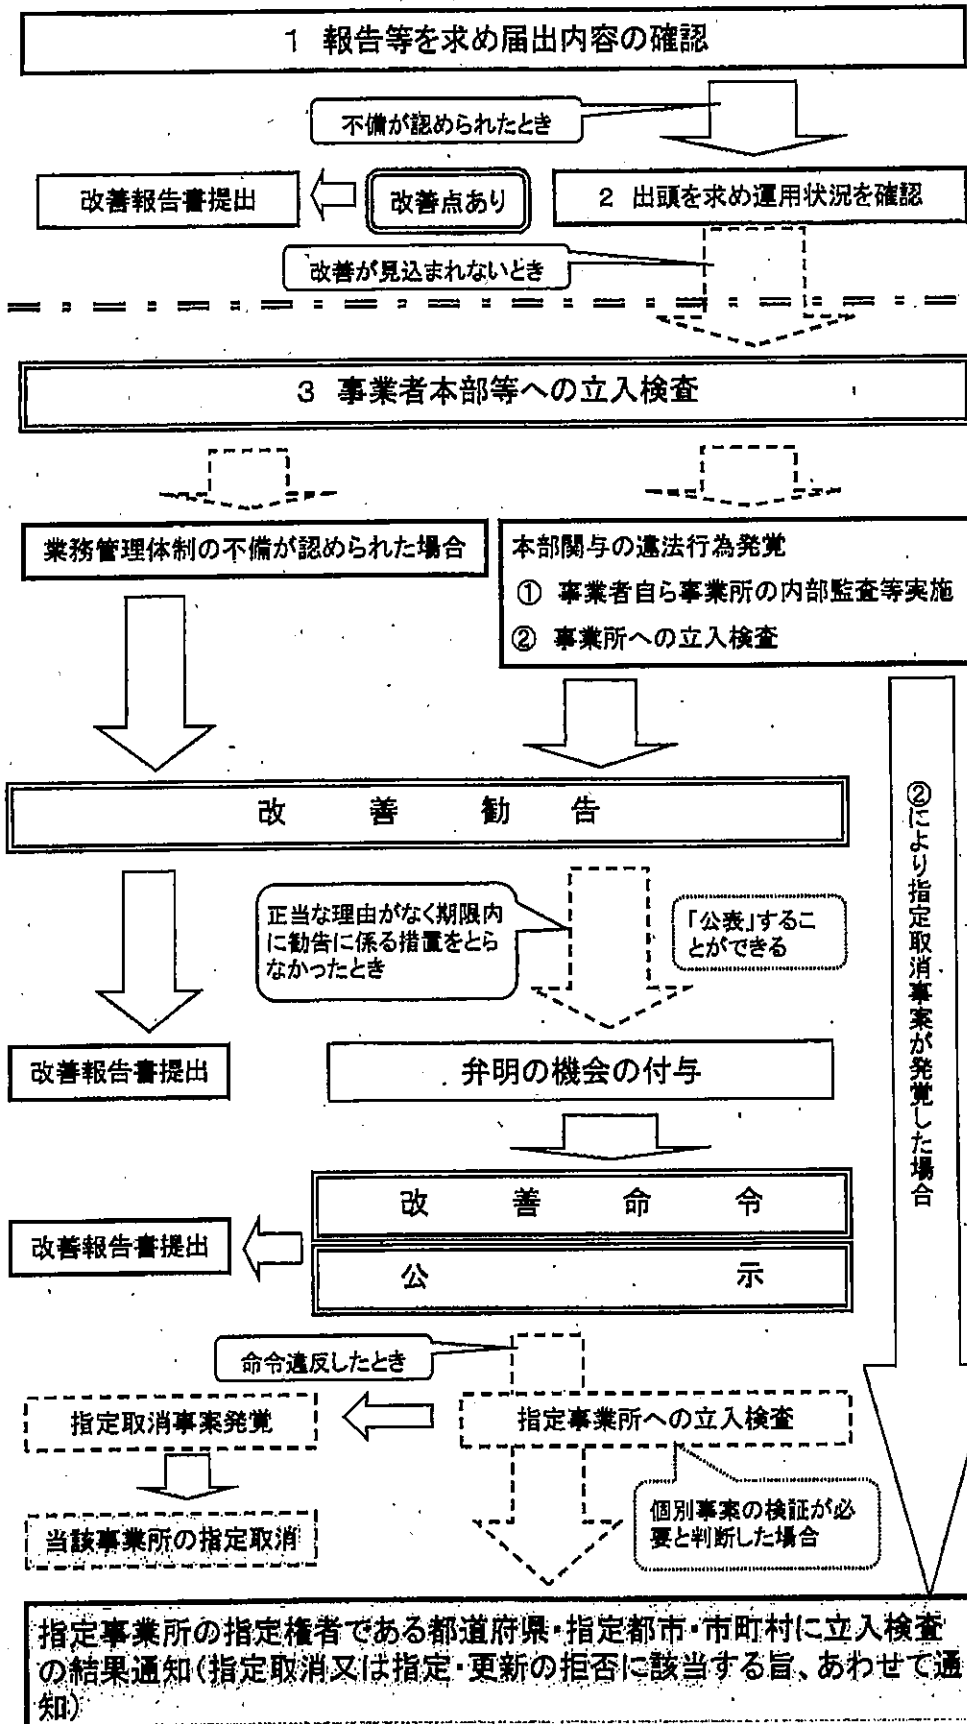 1 報告等を求め届出内容の確認
不備が認められたとき
改善報告書提出
改善点あり
2 出頭を求め運用状況を確認
改善が見込まれないとき
3 事業者本部等への立入検査
業務管理体制の不備が認められた場合
本部関与の違法行為発覚
① 事業者自ら事業所の内部監査等実施
② 事業所への立入検査
改善勧告
②により指定取消事案が発覚した場合
正当な理由がなく期限内
に勧告に係る措置をとら
なかったとき
「公表」するこ
とができる
改善報告書提出
弁明の機会の付与
改善命令
改善報告書提出
公示
命令違反したとき
指定取消事案発覚
指定事業所への立入検査
当該事業所の指定取消
個別事案の検証が必
要と判断した場合
指定事業所の指定権者である都道府県・指定都市・市町村に立入検査
の結果通知(指定取消又は指定・更新の拒否に該当する旨、あわせて通
知)